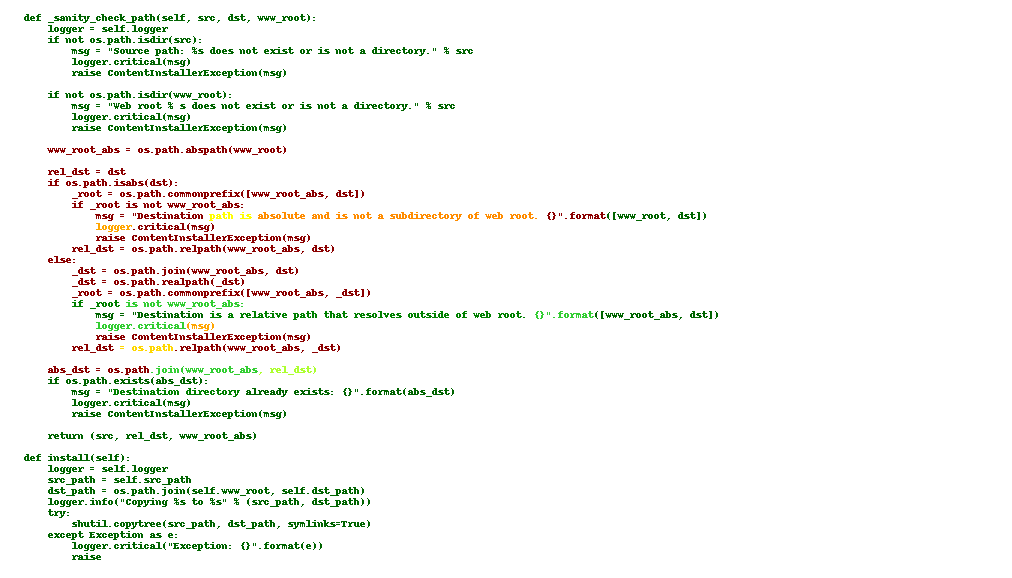 def _sanity_check_path(self, src, dst, www_root):
    logger = self.logger
    if not os.path.isdir(src):
        msg = "Source path: %s does not exist or is not a directory." % src
        logger.critical(msg)
        raise ContentInstallerException(msg)

    if not os.path.isdir(www_root):
        msg = "Web root % s does not exist or is not a directory." % src
        logger.critical(msg)
        raise ContentInstallerException(msg)

    www_root_abs = os.path.abspath(www_root)

    rel_dst = dst
    if os.path.isabs(dst):
        _root = os.path.commonprefix([www_root_abs, dst])
        if _root is not www_root_abs:
            msg = "Destination path is absolute and is not a subdirectory of web root. {}".format([www_root, dst])
            logger.critical(msg)
            raise ContentInstallerException(msg)
        rel_dst = os.path.relpath(www_root_abs, dst)
    else:
        _dst = os.path.join(www_root_abs, dst)
        _dst = os.path.realpath(_dst)
        _root = os.path.commonprefix([www_root_abs, _dst])
        if _root is not www_root_abs:
            msg = "Destination is a relative path that resolves outside of web root. {}".format([www_root_abs, dst])
            logger.critical(msg)
            raise ContentInstallerException(msg)
        rel_dst = os.path.relpath(www_root_abs, _dst)

    abs_dst = os.path.join(www_root_abs, rel_dst)
    if os.path.exists(abs_dst):
        msg = "Destination directory already exists: {}".format(abs_dst)
        logger.critical(msg)
        raise ContentInstallerException(msg)

    return (src, rel_dst, www_root_abs)

def install(self):
    logger = self.logger
    src_path = self.src_path
    dst_path = os.path.join(self.www_root, self.dst_path)
    logger.info("Copying %s to %s" % (src_path, dst_path))
    try:
        shutil.copytree(src_path, dst_path, symlinks=True)
    except Exception as e:
        logger.critical("Exception: {}".format(e))
        raise